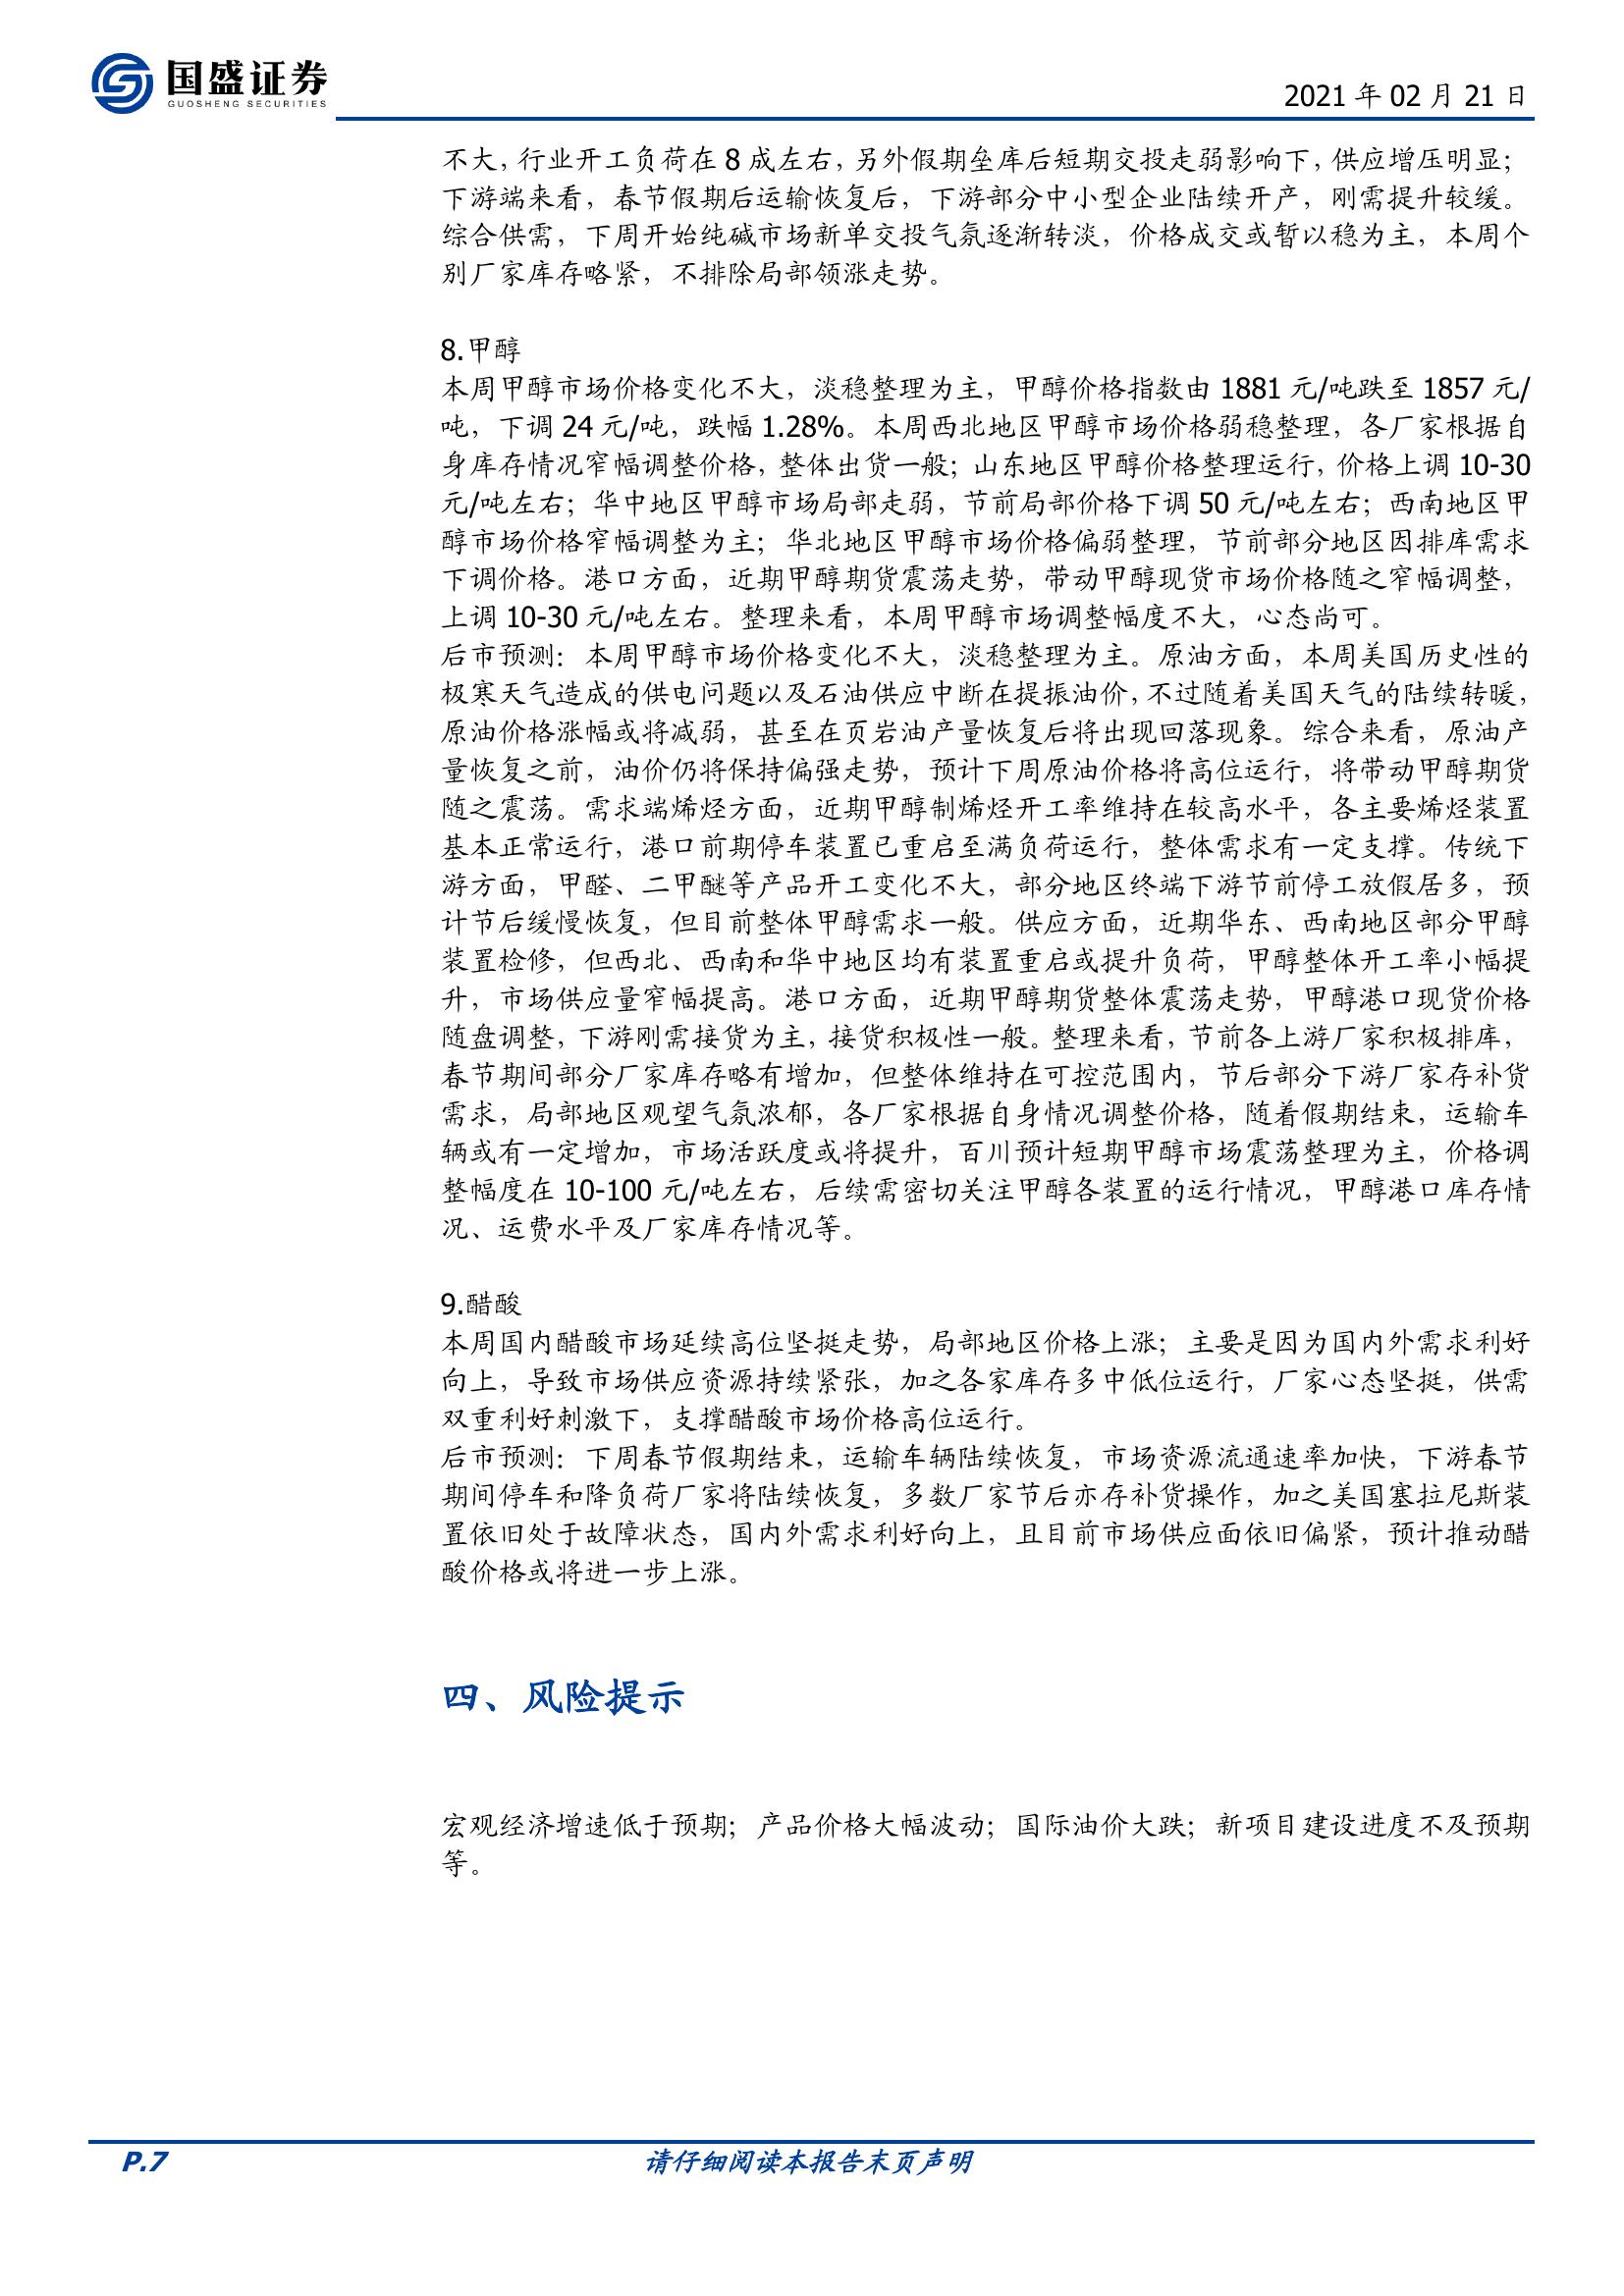 国盛证券
GUOSHENG SECURITIES
2021 年 02 月 21 日
不大，行业开工负荷在 8 成左右，另外假期垒库后短期交投走弱影响下，供应增压明显；
下游端来看，春节假期后运输恢复后，下游部分中小型企业陆续开产，刚需提升较缓。
综合供需，下周开始纯碱市场新单交投气氛逐渐转淡，价格成交或暂以稳为主，本周个
别厂家库存略紧，不排除局部领涨走势。
8.甲醇
本周甲醇市场价格变化不大，淡稳整理为主，甲醇价格指数由 1881 元/吨跌至 1857 元/
吨，下调 24 元/吨，跌幅 1.28%。本周西北地区甲醇市场价格弱稳整理，各厂家根据自
身库存情况窄幅调整价格，整体出货一般；山东地区甲醇价格整理运行，价格上调 10-30
元/吨左右；华中地区甲醇市场局部走弱，节前局部价格下调 50 元/吨左右；西南地区甲
醇市场价格窄幅调整为主；华北地区甲醇市场价格偏弱整理，节前部分地区因排库需求
下调价格。港口方面，近期甲醇期货震荡走势，带动甲醇现货市场价格随之窄幅调整，
上调 10-30 元/吨左右。整理来看，本周甲醇市场调整幅度不大，心态尚可。
后市预测：本周甲醇市场价格变化不大，淡稳整理为主。原油方面，本周美国历史性的
极寒天气造成的供电问题以及石油供应中断在提振油价，不过随着美国天气的陆续转暖，
原油价格涨幅或将减弱，甚至在页岩油产量恢复后将出现回落现象。综合来看，原油产
量恢复之前，油价仍将保持偏强走势，预计下周原油价格将高位运行，将带动甲醇期货
随之震荡。需求端烯烃方面，近期甲醇制烯烃开工率维持在较高水平，各主要烯烃装置
基本正常运行，港口前期停车装置已重启至满负荷运行，整体需求有一定支撑。传统下
游方面，甲醛、二甲醚等产品开工变化不大，部分地区终端下游节前停工放假居多，预
计节后缓慢恢复，但目前整体甲醇需求一般。供应方面，近期华东、西南地区部分甲醇
装置检修，但西北、西南和华中地区均有装置重启或提升负荷，甲醇整体开工率小幅提
升，市场供应量窄幅提高。港口方面，近期甲醇期货整体震荡走势，甲醇港口现货价格
随盘调整，下游刚需接货为主，接货积极性一般。整理来看，节前各上游厂家积极排库，
春节期间部分厂家库存略有增加，但整体维持在可控范围内，节后部分下游厂家存补货
需求，局部地区观望气氛浓郁，各厂家根据自身情况调整价格，随着假期结束，运输车
辆或有一定增加，市场活跃度或将提升，百川预计短期甲醇市场震荡整理为主，价格调
整幅度在 10-100 元/吨左右，后续需密切关注甲醇各装置的运行情况，甲醇港口库存情
况、运费水平及厂家库存情况等。
9.醋酸
本周国内醋酸市场延续高位坚挺走势，局部地区价格上涨；主要是因为国内外需求利好
向上，导致市场供应资源持续紧张，加之各家库存多中低位运行，厂家心态坚挺，供需
双重利好刺激下，支撑醋酸市场价格高位运行。
后市预测：下周春节假期结束，运输车辆陆续恢复，市场资源流通速率加快，下游春节
期间停车和降负荷厂家将陆续恢复，多数厂家节后亦存补货操作，加之美国塞拉尼斯装
置依旧处于故障状态，国内外需求利好向上，且目前市场供应面依旧偏紧，预计推动醋
酸价格或将进一步上涨。
四、风险提示
宏观经济增速低于预期；产品价格大幅波动；国际油价大跌；新项目建设进度不及预期
等。
P.7
请仔细阅读本报告末页声明